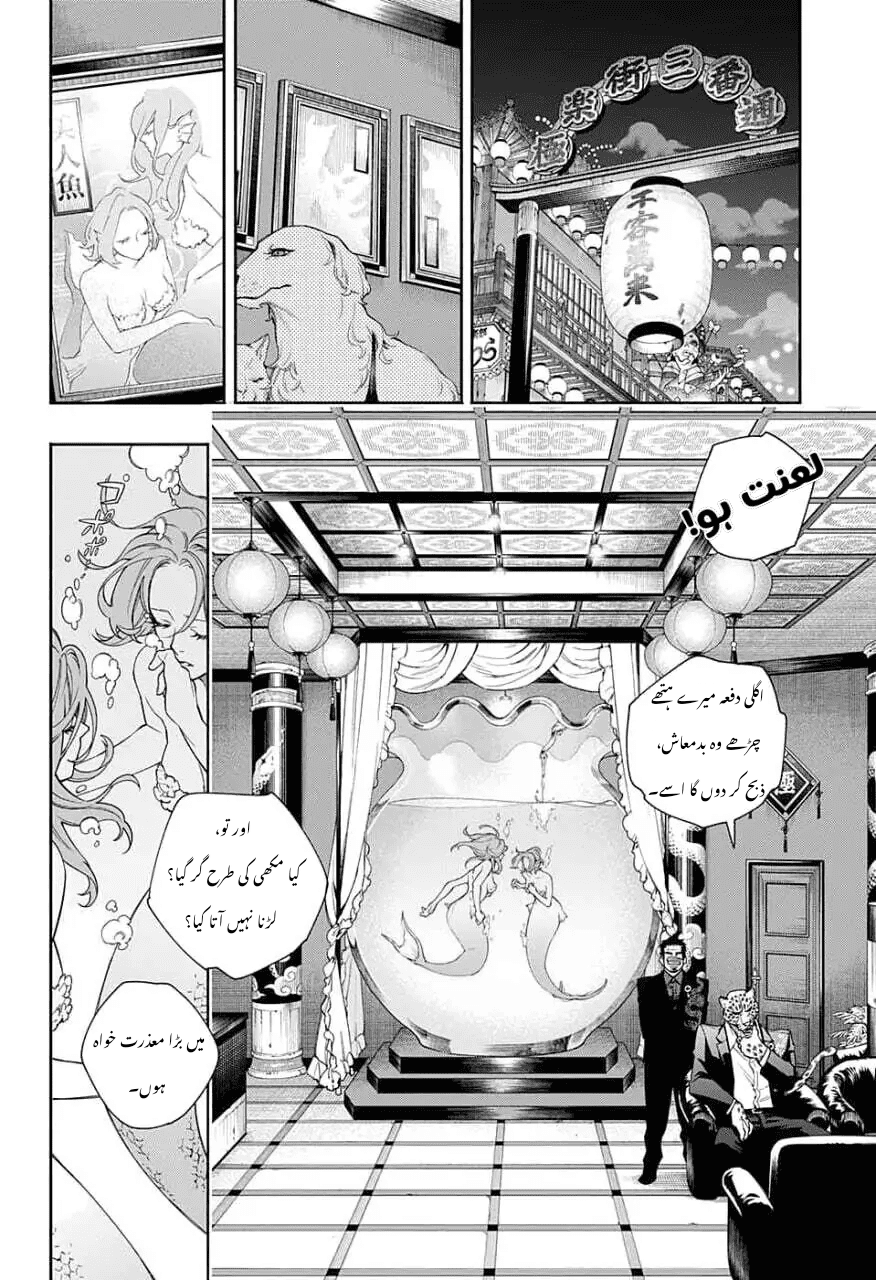 極楽街三番通
千客萬来
大人魚
لعنت ہو!
اگلی دفعہ میرے ہتھے
چڑھے وہ بدمعاش،
ذبح کر دوں گا اسے۔
極
اور تو،
کیا مکھی کی طرح گر گیا؟
لڑنا نہیں آتا کیا؟
میں بڑا معذرت خواہ
ہوں۔